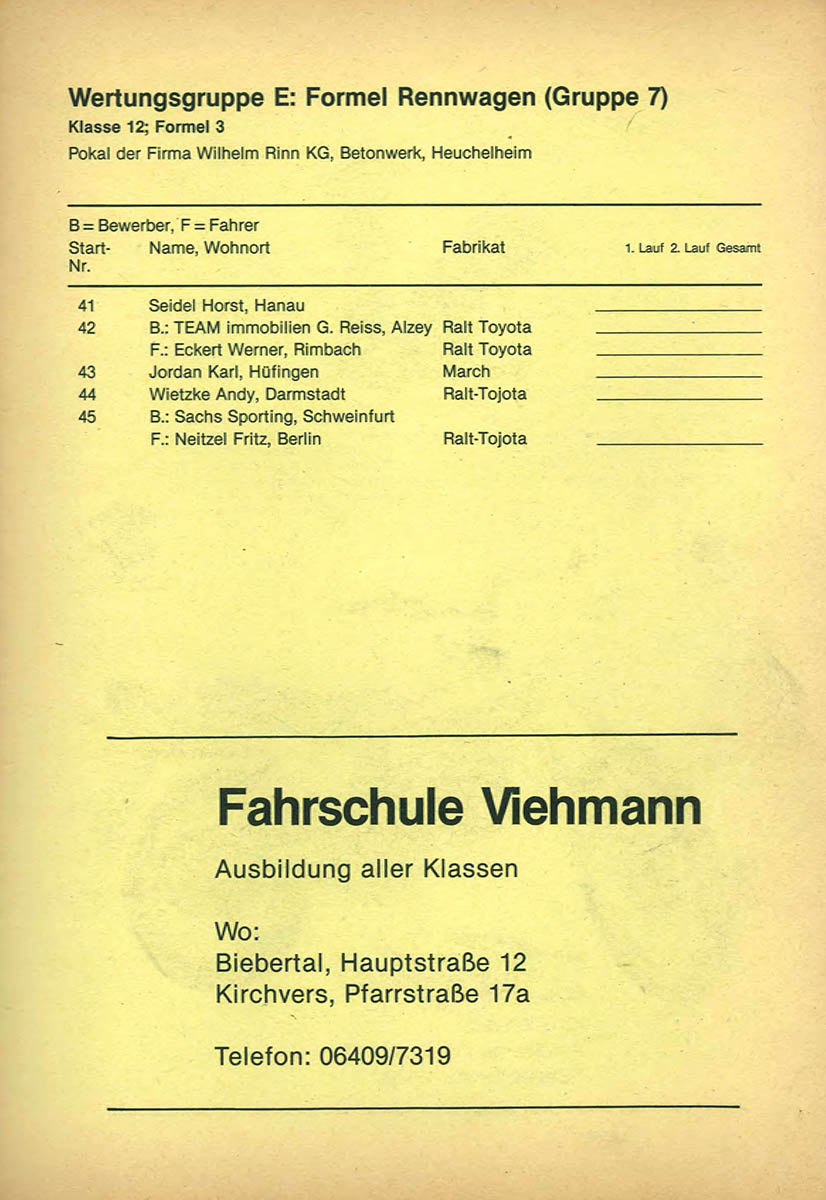 Wertungsgruppe E: Formel Rennwagen (Gruppe 7)
Klasse 12; Formel 3
Pokal der Firma Wilhelm Rinn KG, Betonwerk, Heuchelheim
B = Bewerber, F = Fahrer
Start- Name, Wohnort Fabrikat 1. Lauf 2. Lauf Gesamt
Nr.
41 Seidel Horst, Hanau
42 B.: TEAM immobilien G. Reiss, Alzey Ralt Toyota
F.: Eckert Werner, Rimbach Ralt Toyota
43 Jordan Karl, Hüfingen March
44 Wietzke Andy, Darmstadt Ralt-Tojota
45 B.: Sachs Sporting, Schweinfurt
F.: Neitzel Fritz, Berlin Ralt-Tojota
Fahrschule Viehmann
Ausbildung aller Klassen
Wo:
Biebertal, Hauptstraße 12
Kirchvers, Pfarrstraße 17a
Telefon: 06409/7319